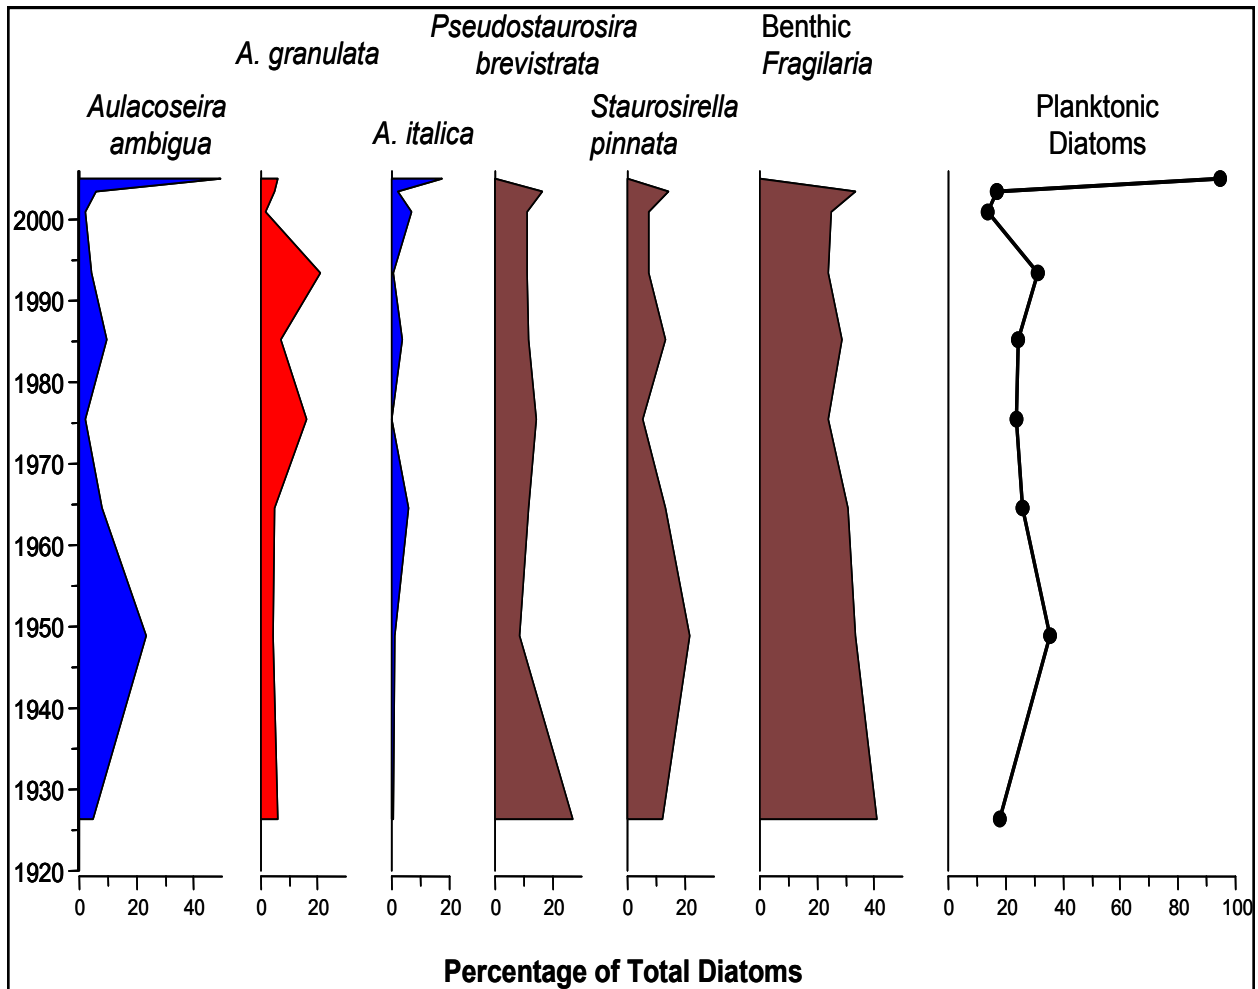 Pseudostaurosira
brevistrata
Benthic
Fragilaria
A. granulata
Aulacoseira
ambigua
A. italica
Staurosirella
pinnata
Planktonic
Diatoms
2000
1990
1980
1970
1960
1950
1940
1930
1920
0 20 40 0 20 0 20 0 20 0 20 0 20 40 0 20 40 60 80 100
Percentage of Total Diatoms